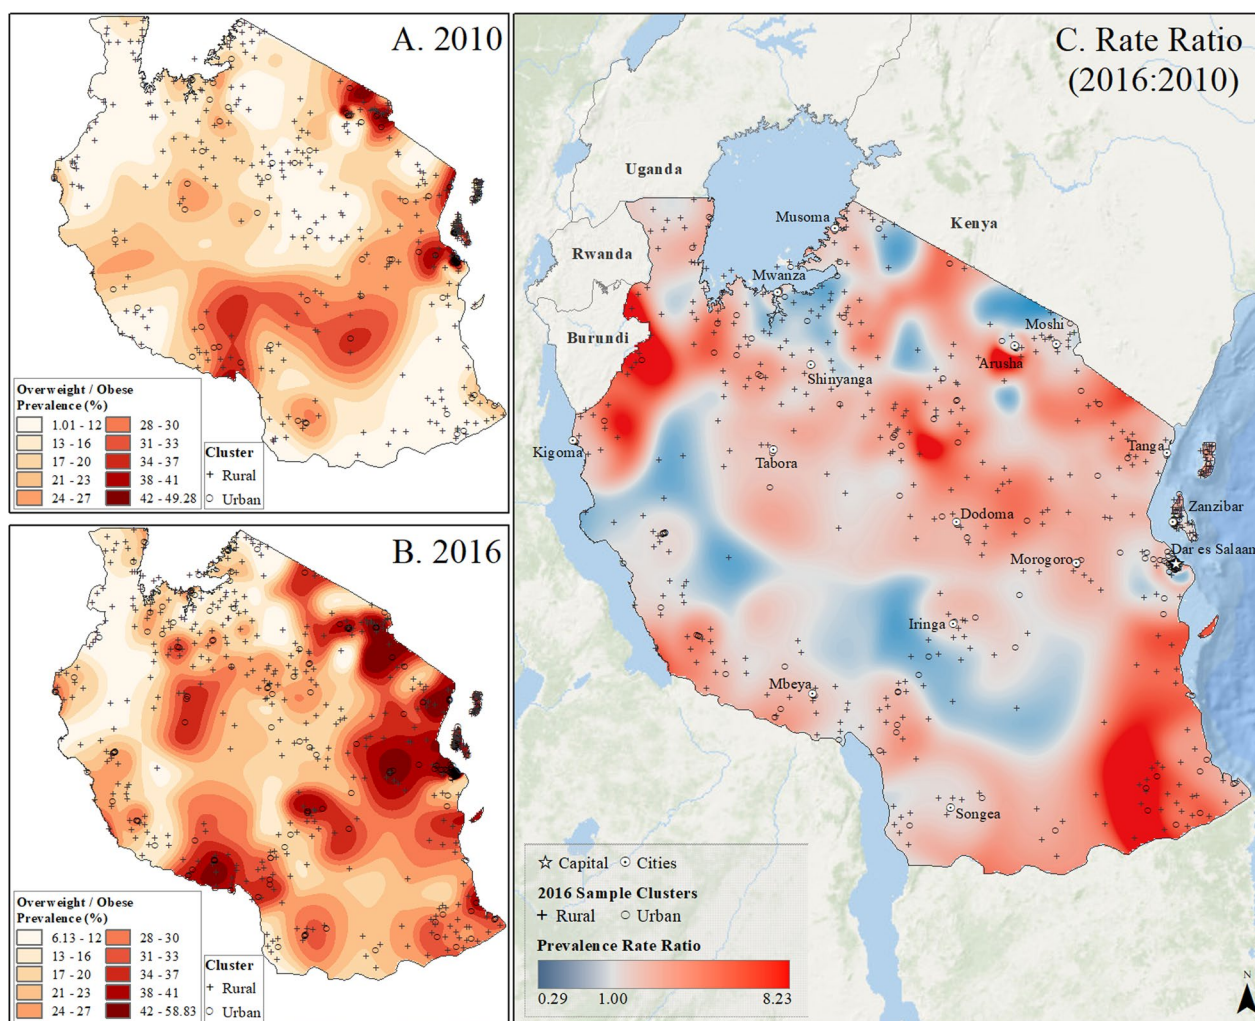 A. 2010
Overweight / Obese
Prevalence (%)
1.01 - 12
13 - 16
17 - 20
21 - 23
24 - 27
28 - 30
31 - 33
34 - 37
38 - 41
42 - 49.28
Cluster
+ Rural
○ Urban
B. 2016
Overweight / Obese
Prevalence (%)
6.13 - 12
13 - 16
17 - 20
21 - 23
24 - 27
28 - 30
31 - 33
34 - 37
38 - 41
42 - 58.83
Cluster
+ Rural
○ Urban
C. Rate Ratio
(2016:2010)
Uganda
Kenya
Musoma
Rwanda
Mwanza
Burundi
Moshi
Arusha
Shinyanga
Kigoma
Tabora
Tanga
Zanzibar
Dodoma
Dar es Salaam
Morogoro
Iringa
Mbeya
Songea
Capital
Cities
2016 Sample Clusters
+ Rural
○ Urban
Prevalence Rate Ratio
0.29
1.00
8.23
N